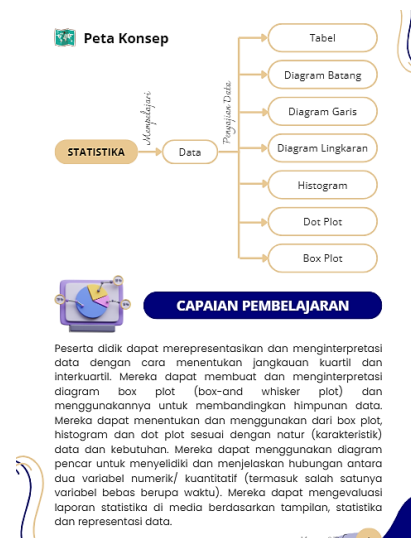 Peta Konsep
STATISTIKA
Mempelajari
Data
Penyajian Data
Tabel
Diagram Batang
Diagram Garis
Diagram Lingkaran
Histogram
Dot Plot
Box Plot
CAPAIAN PEMBELAJARAN
Peserta didik dapat merepresentasikan dan menginterpretasi
data dengan cara menentukan jangkauan kuartil dan
interkuartil. Mereka dapat membuat dan menginterpretasi
diagram box plot (box-and whisker plot) dan
menggunakannya untuk membandingkan himpunan data.
Mereka dapat menentukan dan menggunakan dari box plot,
histogram dan dot plot sesuai dengan natur (karakteristik)
data dan kebutuhan. Mereka dapat menggunakan diagram
pencar untuk menyelidiki dan menjelaskan hubungan antara
dua variabel numerik/ kuantitatif (termasuk salah satunya
variabel bebas berupa waktu). Mereka dapat mengevaluasi
laporan statistika di media berdasarkan tampilan, statistika
dan representasi data.